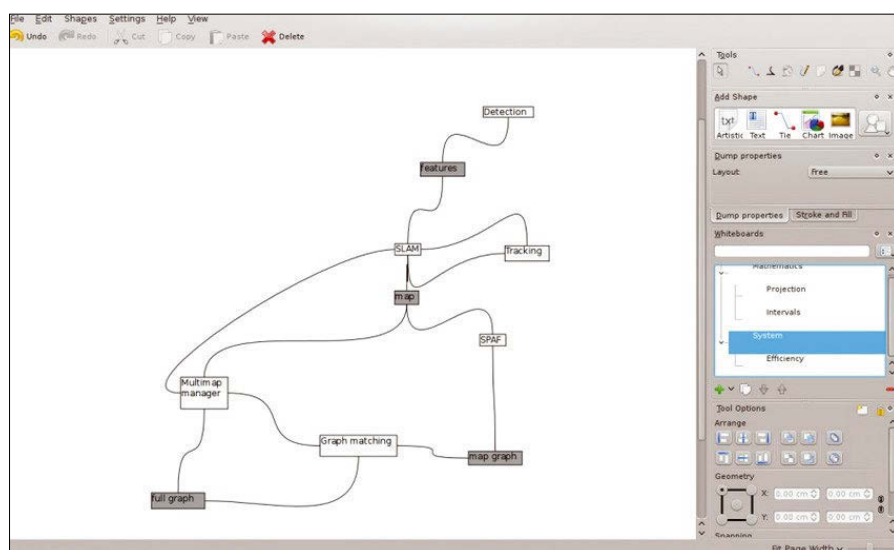 File Edit Shapes Settings Help View
Undo Redo Cut Copy Paste Delete
Detection
features
SLAM
Tracking
map
SPAF
Multimap
manager
Graph matching
map graph
full graph
Tools
Add Shape
txt
Artistic Text Tie Chart Image
Dump properties
Layout: Free
Dump properties Stroke and Fill
Whiteboards
Mathematics
Projection
Intervals
System
Efficiency
Tool Options
Arrange
Geometry
X: 0.00 cm 0.00 cm
Y: 0.00 cm 0.00 cm
Snapping
Fit Page Width